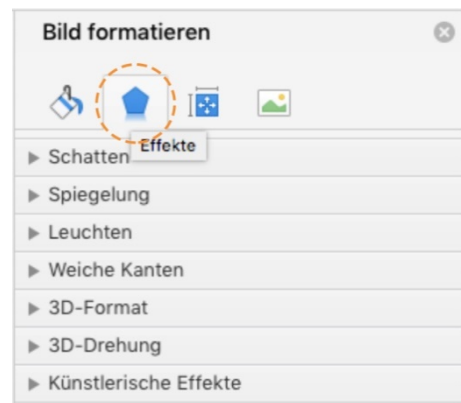 Bild formatieren
Effekte
Schatten
Spiegelung
Leuchten
Weiche Kanten
3D-Format
3D-Drehung
Künstlerische Effekte